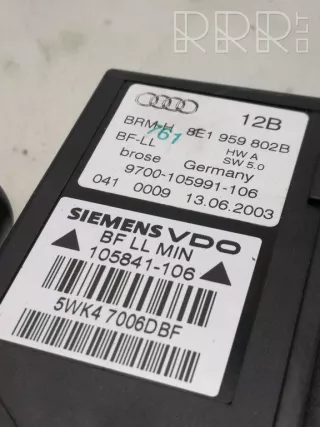 RRR.LT
12B
BRM-H 8E1 959 802B
161
BF-LL HW A
SW 5.0
brose Germany
9700-105991-106
041 0009 13.06.2003
SIEMENS VDO
BF LL MIN
105841-106
5WK4 7006DBF